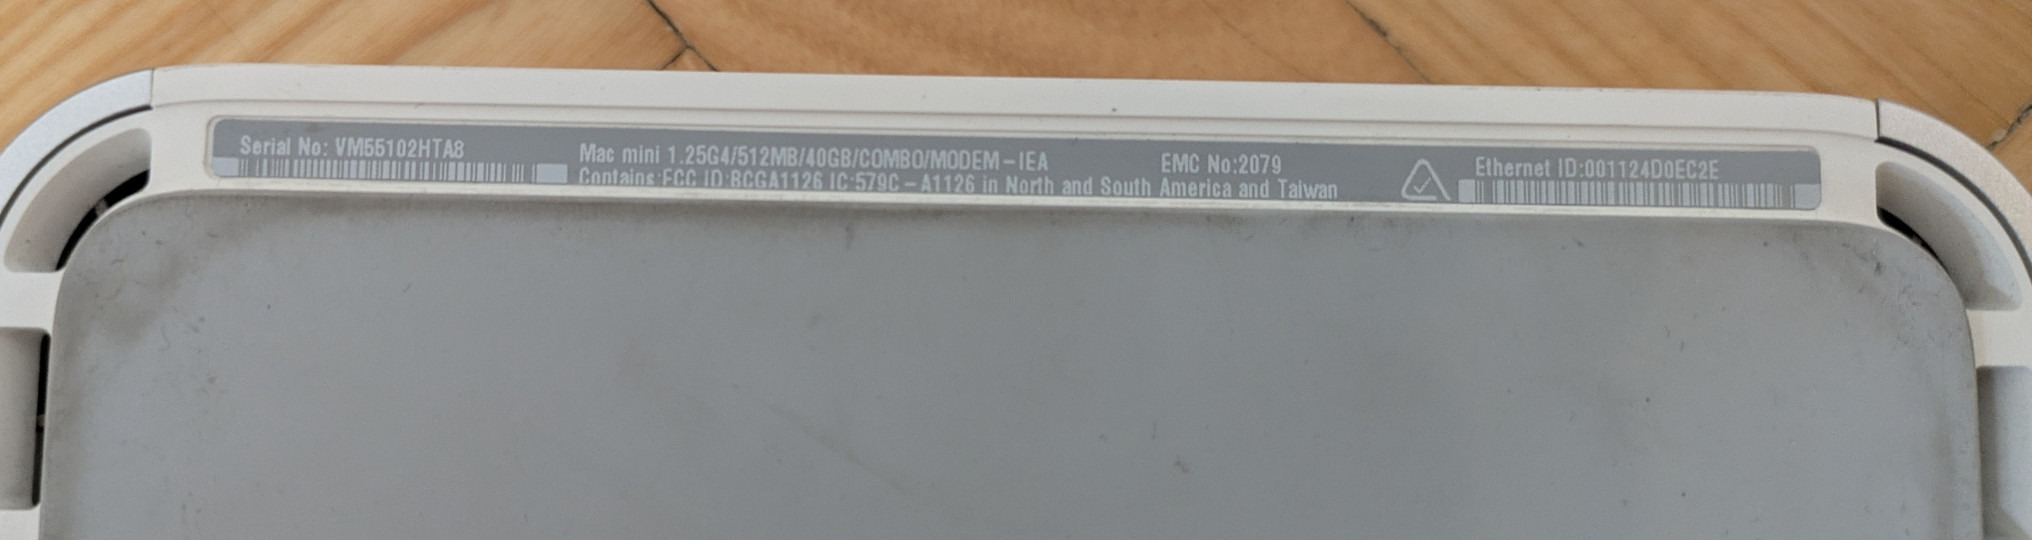 Serial No: VM55102HTA8
Mac mini 1.25G4/512MB/40GB/COMBO/MODEM-IEA
Contains:FCC ID:BCGA1126 IC:579C-A1126 in North and South America and Taiwan
EMC No:2079
Ethernet ID:001124D0EC2E